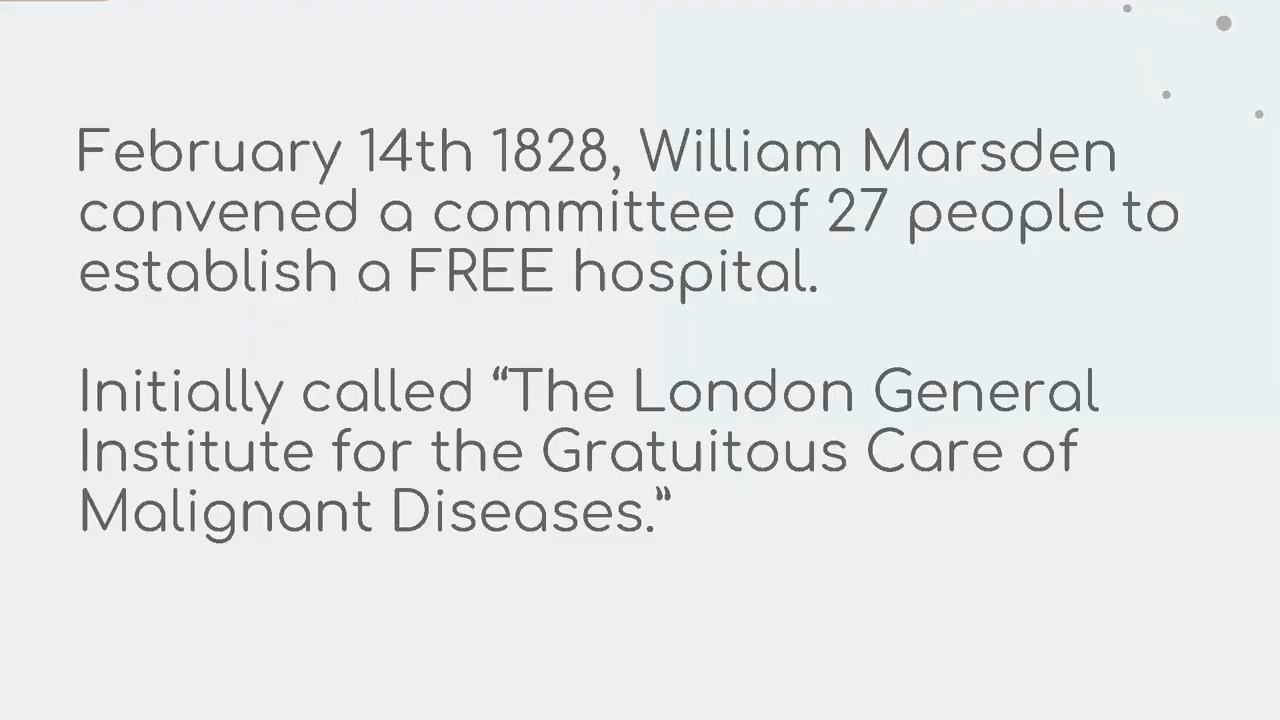 February 14th 1828, William Marsden
convened a committee of 27 people to
establish a FREE hospital.
Initially called “The London General
Institute for the Gratuitous Care of
Malignant Diseases.”